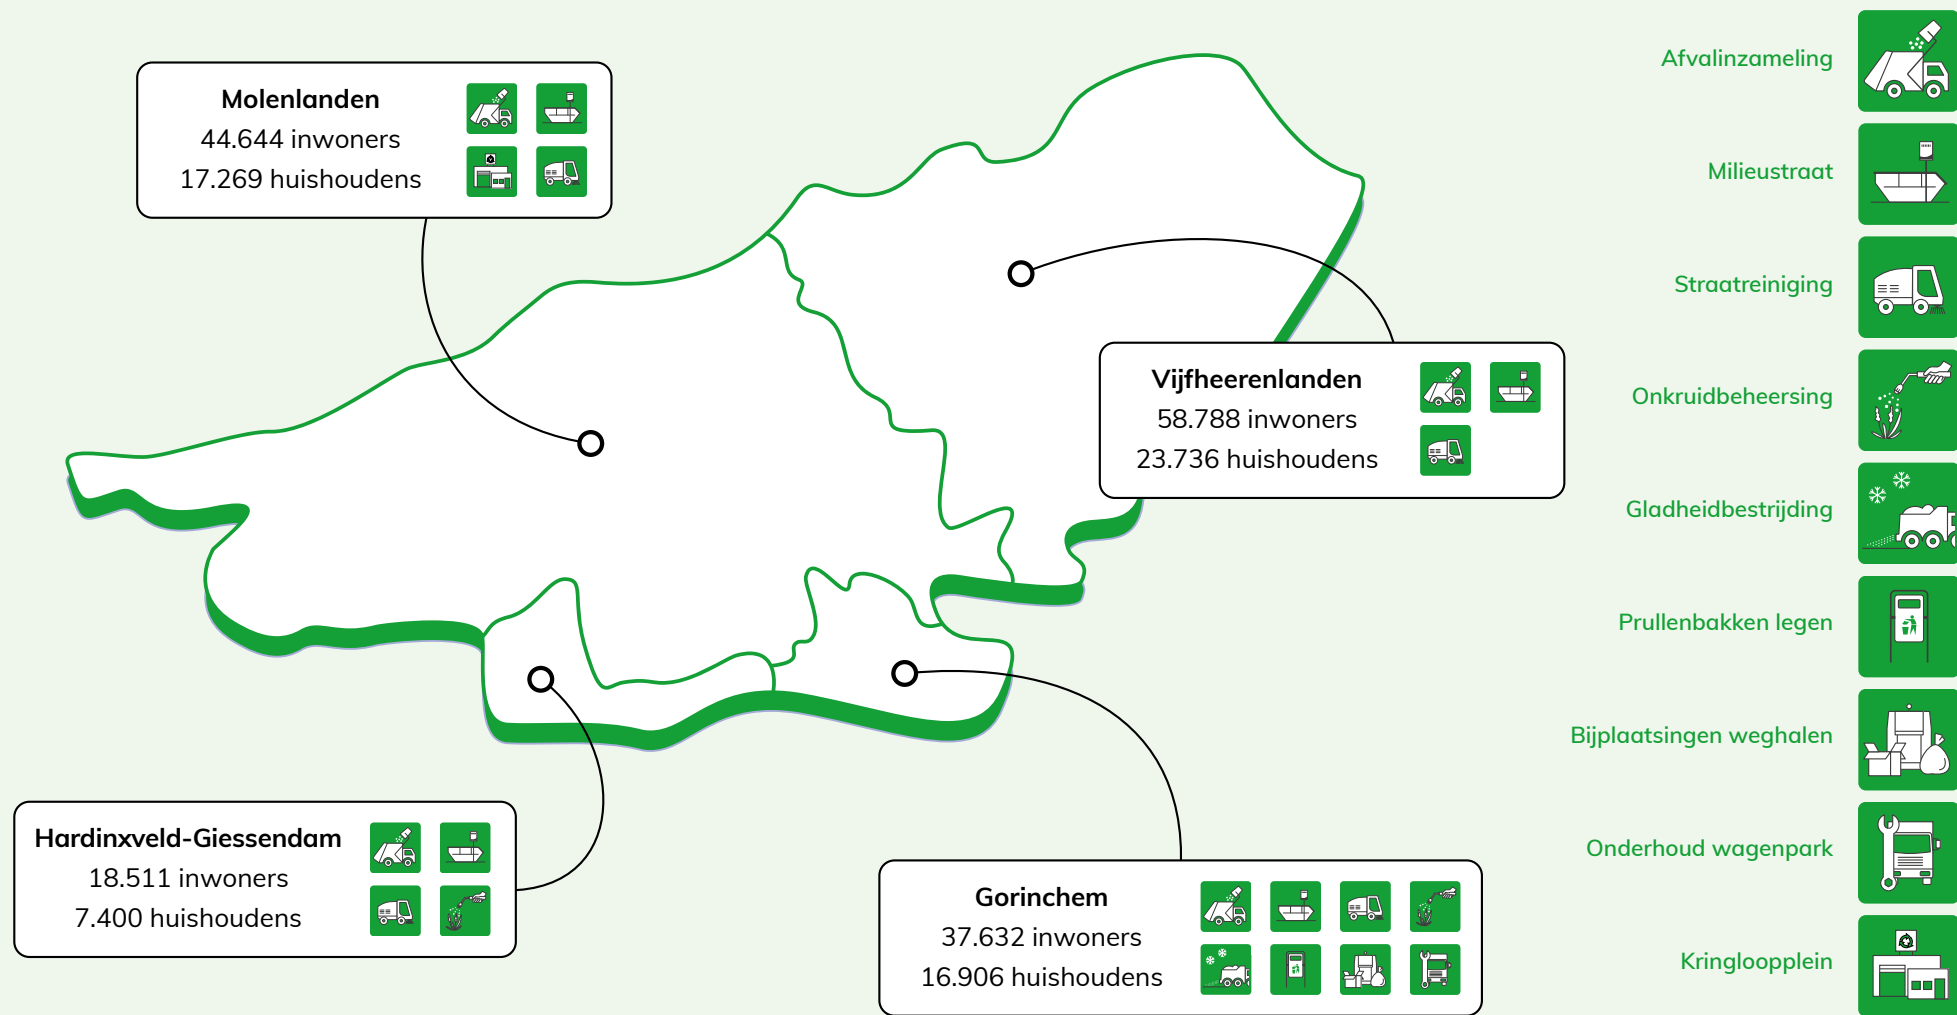 Molenlanden
44.644 inwoners
17.269 huishoudens
Vijfheerenlanden
58.788 inwoners
23.736 huishoudens
Hardinxveld-Giessendam
18.511 inwoners
7.400 huishoudens
Gorinchem
37.632 inwoners
16.906 huishoudens
Afvalinzameling
Milieustraat
Straatreiniging
Onkruidbeheersing
Gladheidbestrijding
Prullenbakken legen
Bijplaatsingen weghalen
Onderhoud wagenpark
Kringloopplein